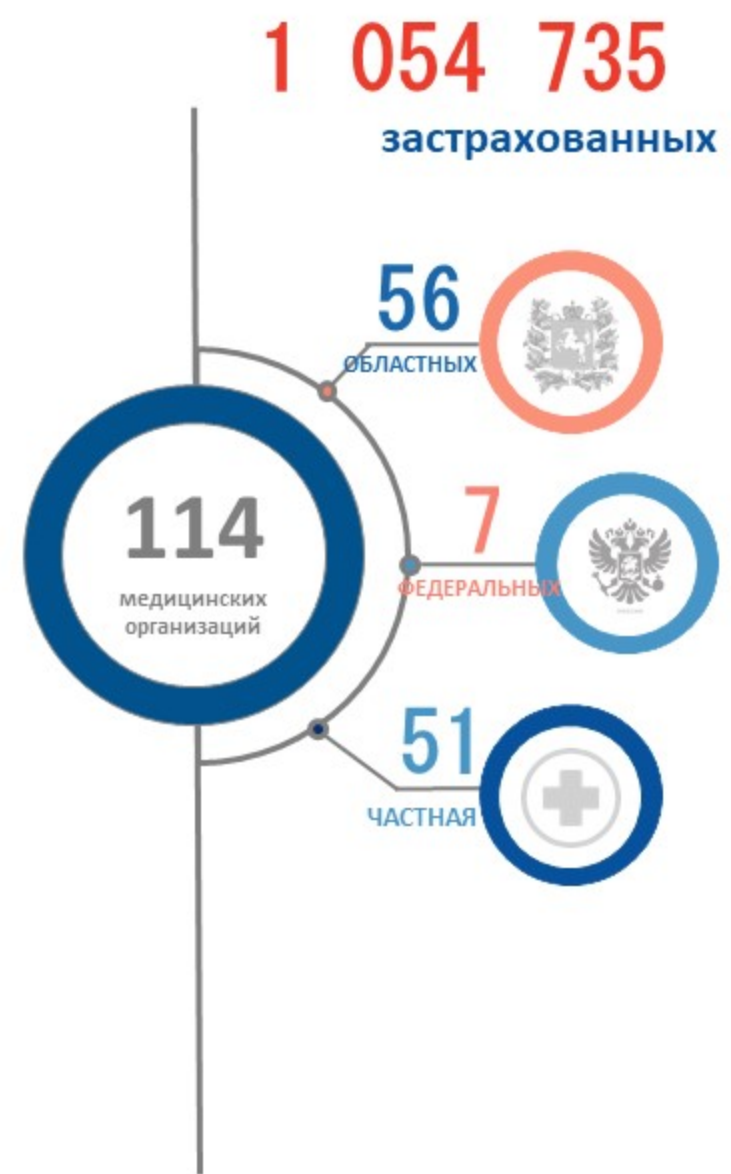 1 054 735
застрахованных
56
ОБЛАСТНЫХ
114
медицинских
организаций
7
ФЕДЕРАЛЬНЫХ
51
ЧАСТНАЯ